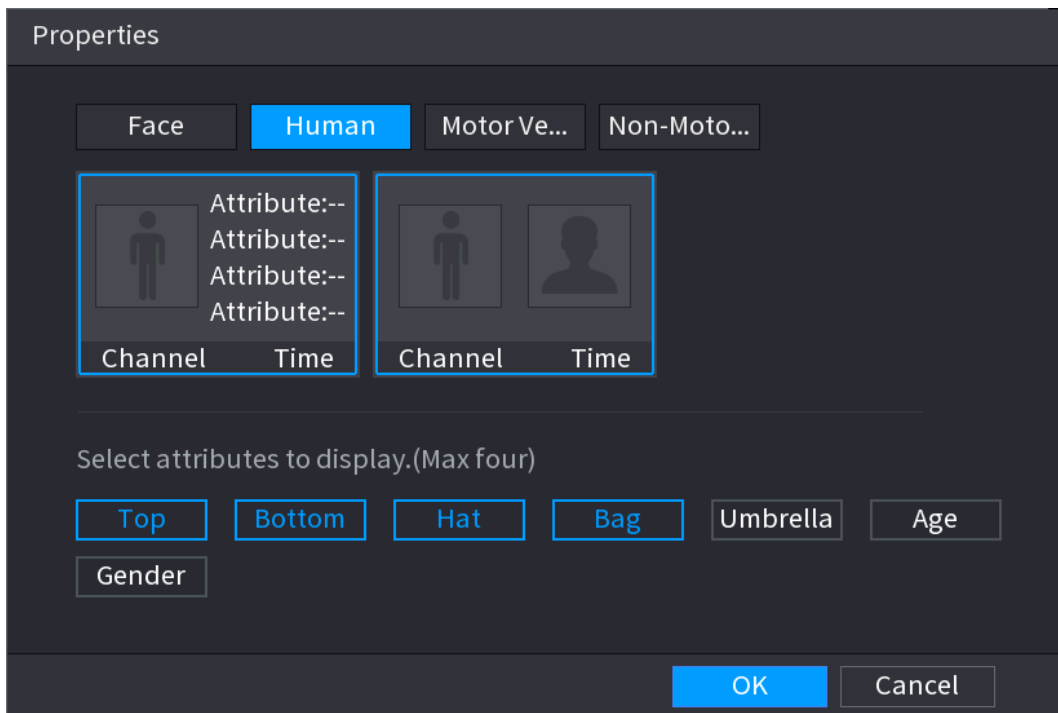 Properties
Face Human Motor Ve... Non-Moto...
Attribute:--
Attribute:--
Attribute:--
Attribute:--
Channel Time Channel Time
Select attributes to display.(Max four)
Top Bottom Hat Bag Umbrella Age
Gender
OK Cancel